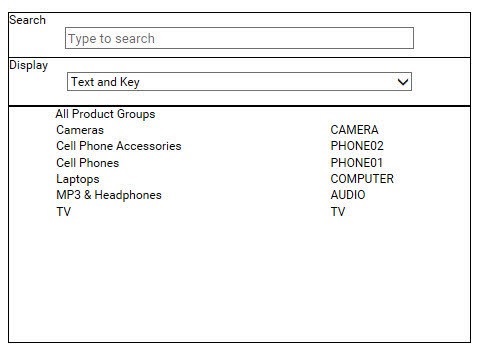 Search
Type to search
Display
Text and Key
All Product Groups
Cameras CAMERA
Cell Phone Accessories PHONE02
Cell Phones PHONE01
Laptops COMPUTER
MP3 & Headphones AUDIO
TV TV